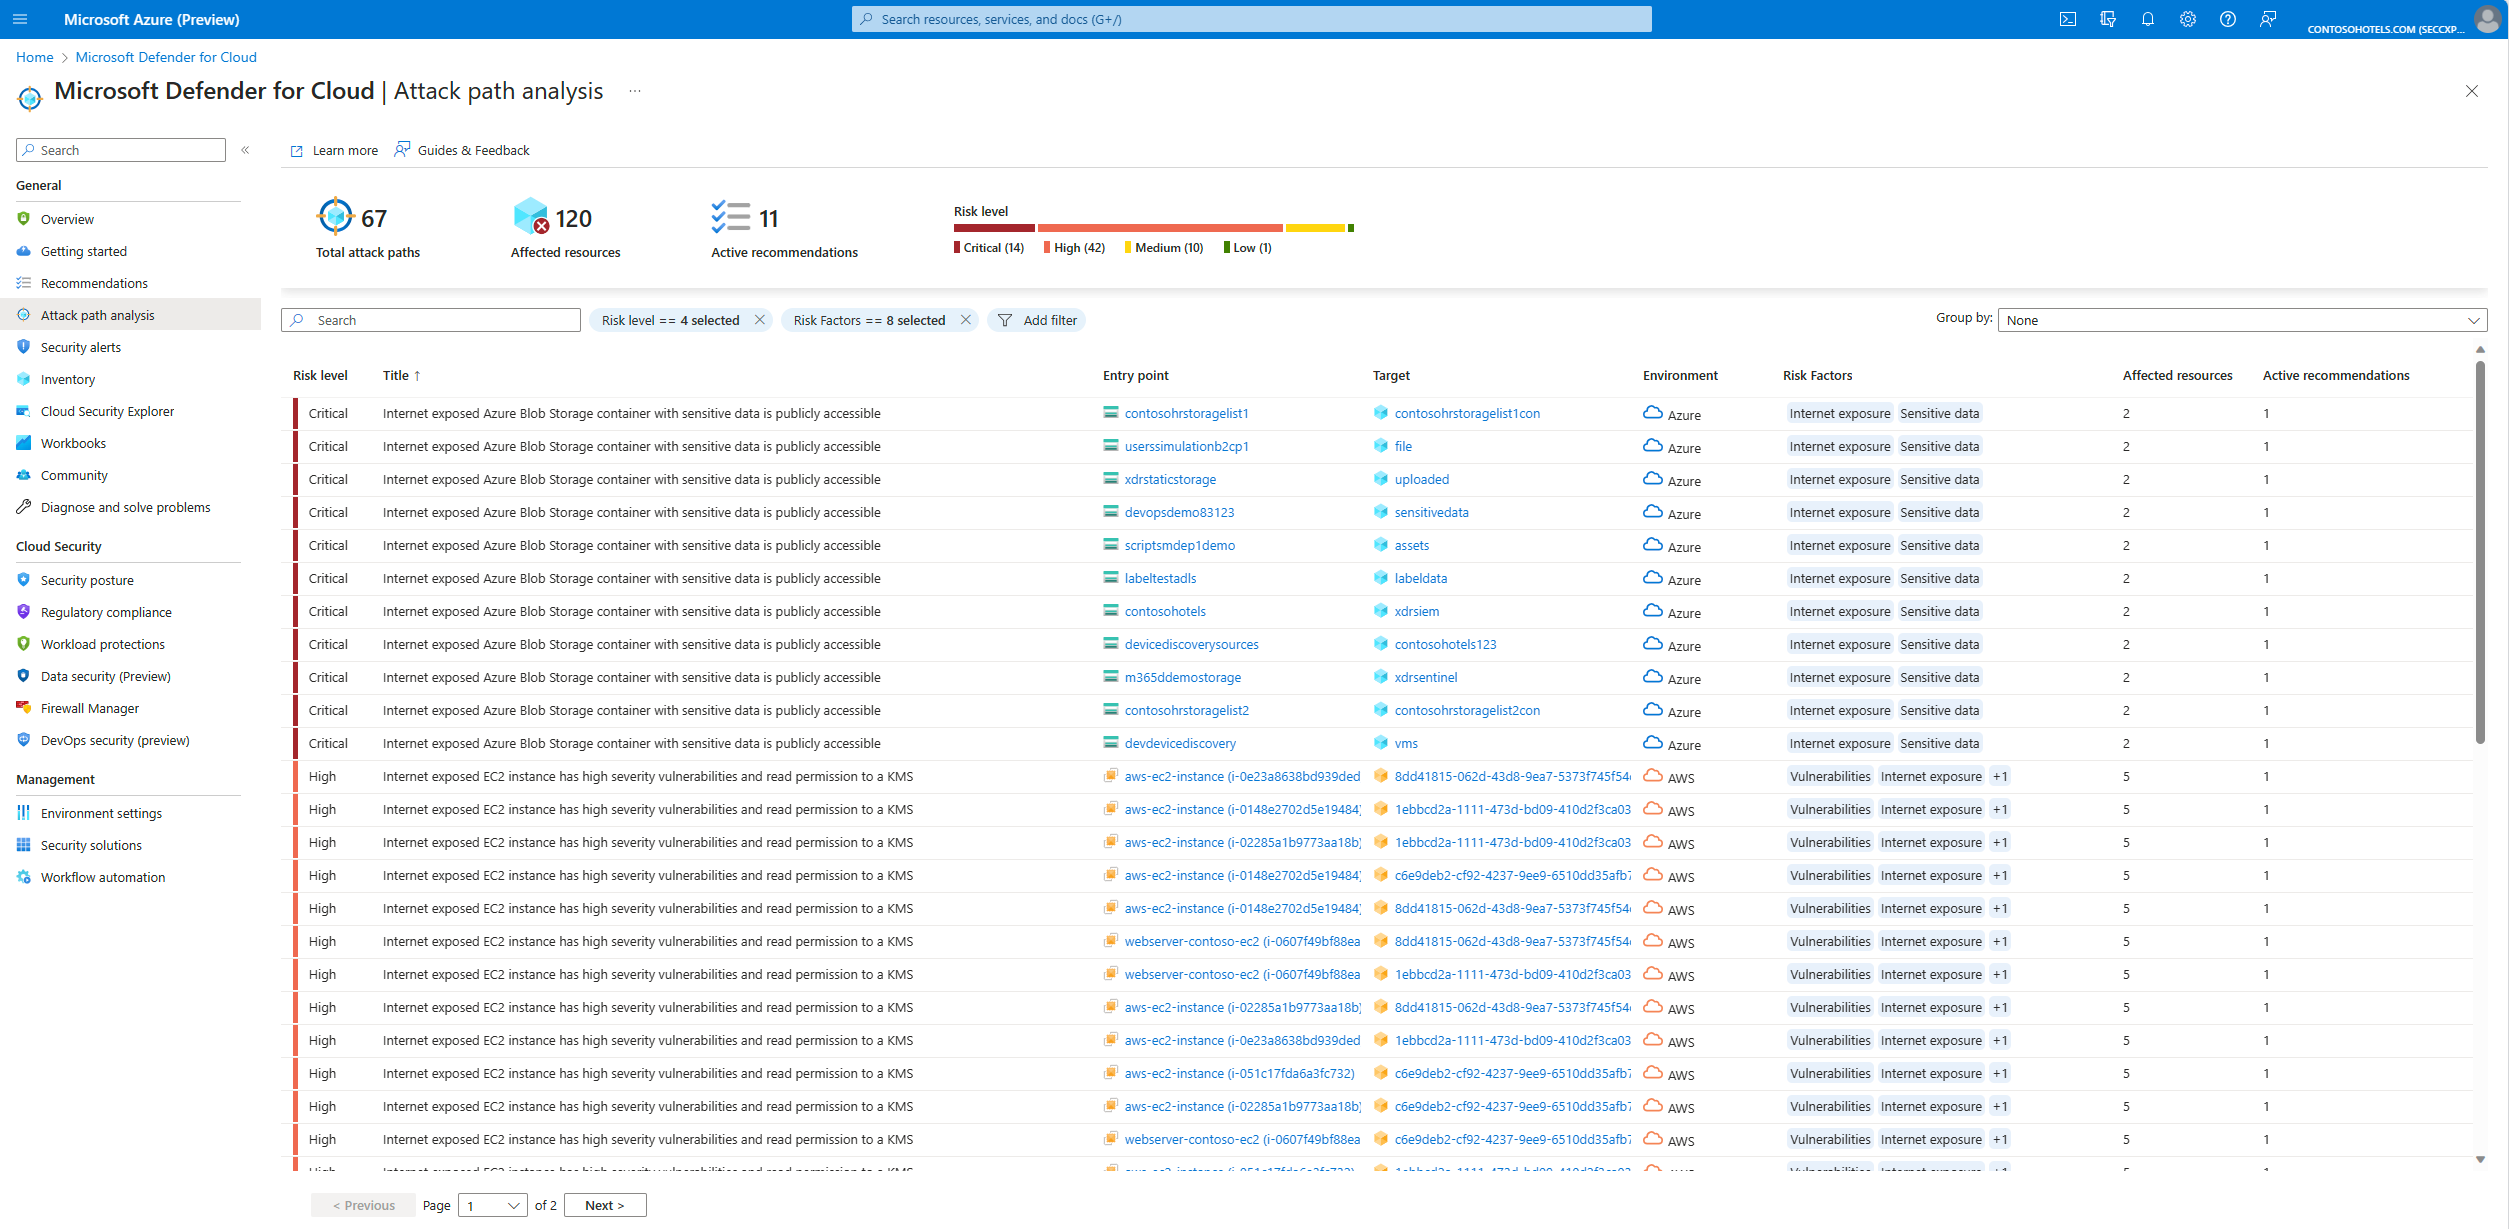 Microsoft Azure (Preview)
Search resources, services, and docs (G+/)
CONTOSOHOTELS.COM (SECCXP...
Home > Microsoft Defender for Cloud
Microsoft Defender for Cloud | Attack path analysis ...
Search «
General
Overview
Getting started
Recommendations
Attack path analysis
Security alerts
Inventory
Cloud Security Explorer
Workbooks
Community
Diagnose and solve problems
Cloud Security
Security posture
Regulatory compliance
Workload protections
Data security (Preview)
Firewall Manager
DevOps security (preview)
Management
Environment settings
Security solutions
Workflow automation
Learn more Guides & Feedback
67
Total attack paths
120
Affected resources
11
Active recommendations
Risk level
Critical (14) High (42) Medium (10) Low (1)
Search Risk level == 4 selected Risk Factors == 8 selected Add filter Group by: None
Risk level Title ↑ Entry point Target Environment Risk Factors Affected resources Active recommendations
Critical Internet exposed Azure Blob Storage container with sensitive data is publicly accessible contosohrstoragelist1 contosohrstoragelist1con Azure Internet exposure Sensitive data 2 1
Critical Internet exposed Azure Blob Storage container with sensitive data is publicly accessible userssimulationb2cp1 file Azure Internet exposure Sensitive data 2 1
Critical Internet exposed Azure Blob Storage container with sensitive data is publicly accessible xdrstaticstorage uploaded Azure Internet exposure Sensitive data 2 1
Critical Internet exposed Azure Blob Storage container with sensitive data is publicly accessible devopsdemo83123 sensitivedata Azure Internet exposure Sensitive data 2 1
Critical Internet exposed Azure Blob Storage container with sensitive data is publicly accessible scriptsmdep1demo assets Azure Internet exposure Sensitive data 2 1
Critical Internet exposed Azure Blob Storage container with sensitive data is publicly accessible labeltestadls labeldata Azure Internet exposure Sensitive data 2 1
Critical Internet exposed Azure Blob Storage container with sensitive data is publicly accessible contosohotels xdrsiem Azure Internet exposure Sensitive data 2 1
Critical Internet exposed Azure Blob Storage container with sensitive data is publicly accessible devicediscoverysources contosohotels123 Azure Internet exposure Sensitive data 2 1
Critical Internet exposed Azure Blob Storage container with sensitive data is publicly accessible m365ddemostorage xdrsentinel Azure Internet exposure Sensitive data 2 1
Critical Internet exposed Azure Blob Storage container with sensitive data is publicly accessible contosohrstoragelist2 contosohrstoragelist2con Azure Internet exposure Sensitive data 2 1
Critical Internet exposed Azure Blob Storage container with sensitive data is publicly accessible devdevicediscovery vms Azure Internet exposure Sensitive data 2 1
High Internet exposed EC2 instance has high severity vulnerabilities and read permission to a KMS aws-ec2-instance (i-0e23a8638bd939ded 8dd41815-062d-43d8-9ea7-5373f745f54 AWS Vulnerabilities Internet exposure +1 5 1
High Internet exposed EC2 instance has high severity vulnerabilities and read permission to a KMS aws-ec2-instance (i-0148e2702d5e19484) 1ebbcd2a-1111-473d-bd09-410d2f3ca03 AWS Vulnerabilities Internet exposure +1 5 1
High Internet exposed EC2 instance has high severity vulnerabilities and read permission to a KMS aws-ec2-instance (i-02285a1b9773aa18b) 1ebbcd2a-1111-473d-bd09-410d2f3ca03 AWS Vulnerabilities Internet exposure +1 5 1
High Internet exposed EC2 instance has high severity vulnerabilities and read permission to a KMS aws-ec2-instance (i-0148e2702d5e19484) c6e9deb2-cf92-4237-9ee9-6510dd35afb7 AWS Vulnerabilities Internet exposure +1 5 1
High Internet exposed EC2 instance has high severity vulnerabilities and read permission to a KMS aws-ec2-instance (i-0148e2702d5e19484) 8dd41815-062d-43d8-9ea7-5373f745f54 AWS Vulnerabilities Internet exposure +1 5 1
High Internet exposed EC2 instance has high severity vulnerabilities and read permission to a KMS webserver-contoso-ec2 (i-0607f49bf88ea 8dd41815-062d-43d8-9ea7-5373f745f54 AWS Vulnerabilities Internet exposure +1 5 1
High Internet exposed EC2 instance has high severity vulnerabilities and read permission to a KMS webserver-contoso-ec2 (i-0607f49bf88ea 1ebbcd2a-1111-473d-bd09-410d2f3ca03 AWS Vulnerabilities Internet exposure +1 5 1
High Internet exposed EC2 instance has high severity vulnerabilities and read permission to a KMS aws-ec2-instance (i-02285a1b9773aa18b) 8dd41815-062d-43d8-9ea7-5373f745f54 AWS Vulnerabilities Internet exposure +1 5 1
High Internet exposed EC2 instance has high severity vulnerabilities and read permission to a KMS aws-ec2-instance (i-0e23a8638bd939ded 1ebbcd2a-1111-473d-bd09-410d2f3ca03 AWS Vulnerabilities Internet exposure +1 5 1
High Internet exposed EC2 instance has high severity vulnerabilities and read permission to a KMS aws-ec2-instance (i-051c17fda6a3fc732) c6e9deb2-cf92-4237-9ee9-6510dd35afb7 AWS Vulnerabilities Internet exposure +1 5 1
High Internet exposed EC2 instance has high severity vulnerabilities and read permission to a KMS aws-ec2-instance (i-02285a1b9773aa18b) c6e9deb2-cf92-4237-9ee9-6510dd35afb7 AWS Vulnerabilities Internet exposure +1 5 1
High Internet exposed EC2 instance has high severity vulnerabilities and read permission to a KMS webserver-contoso-ec2 (i-0607f49bf88ea c6e9deb2-cf92-4237-9ee9-6510dd35afb7 AWS Vulnerabilities Internet exposure +1 5 1
< Previous Page 1 of 2 Next >